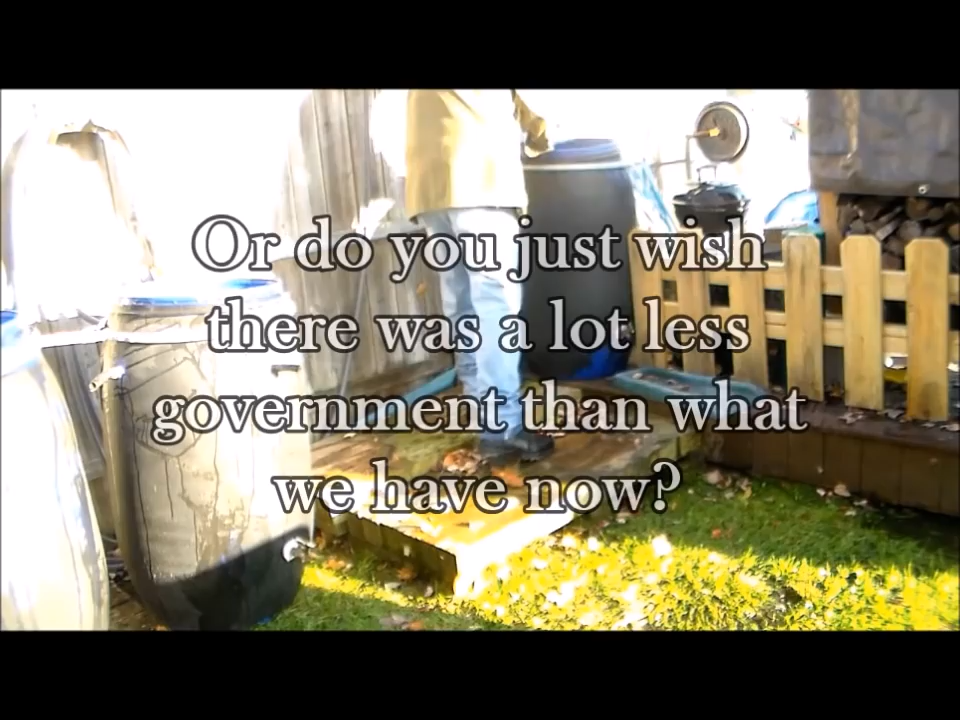 Or do you just wish
there was a lot less
government than what
we have now?